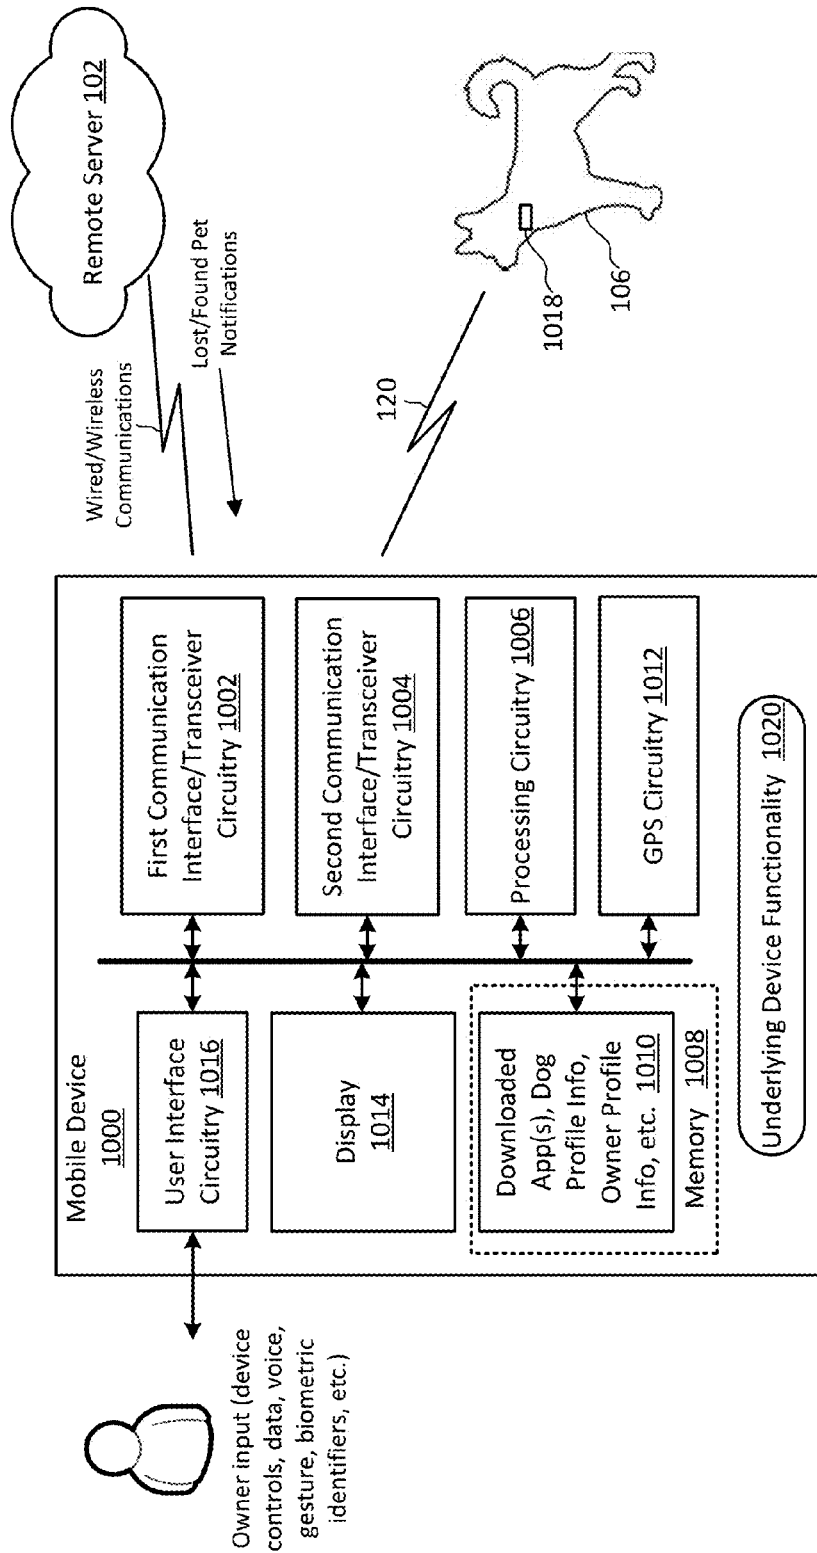 Mobile Device
1000
User Interface
Circuitry 1016
Display
1014
Downloaded
App(s), Dog
Profile Info,
Owner Profile
Info, etc. 1010
Memory 1008
First Communication
Interface/Transceiver
Circuitry 1002
Second Communication
Interface/Transceiver
Circuitry 1004
Processing Circuitry 1006
GPS Circuitry 1012
Underlying Device Functionality 1020
Owner input (device
controls, data, voice,
gesture, biometric
identifiers, etc.)
Wired/Wireless
Communications
Lost/Found Pet
Notifications
Remote Server 102
120
1018
106